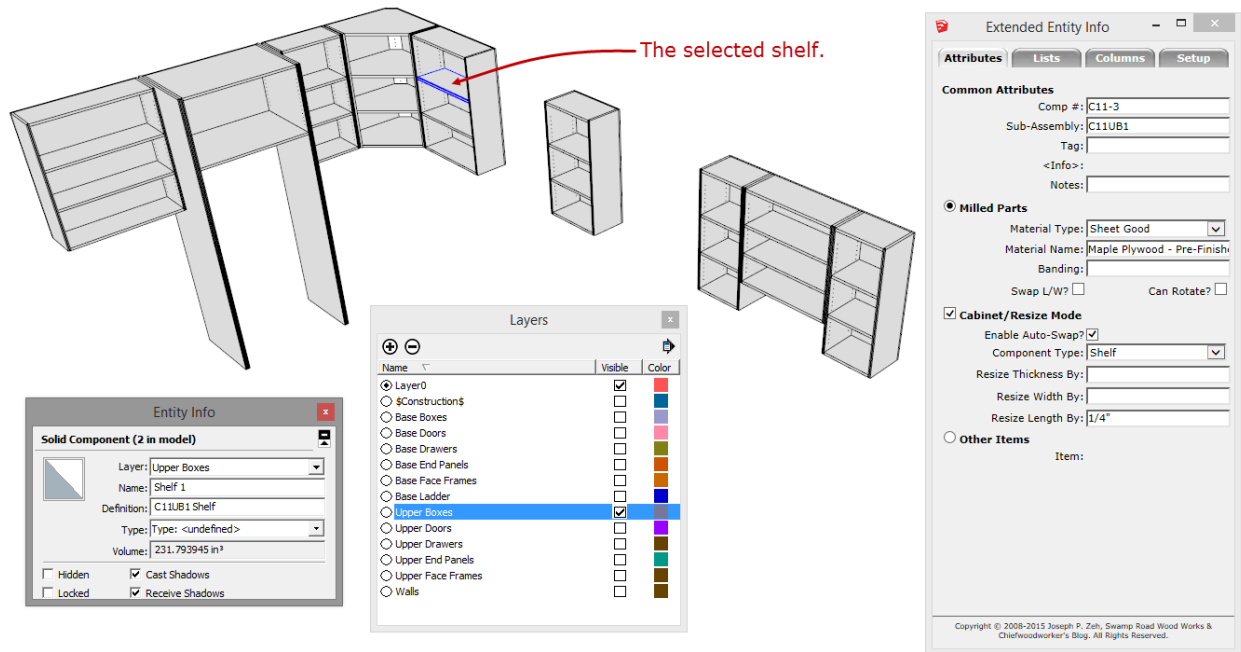 The selected shelf.
Extended Entity Info
Attributes Lists Columns Setup
Common Attributes
Comp #: C11-3
Sub-Assembly: C11UB1
Tag:
<Info>:
Notes:
Milled Parts
Material Type: Sheet Good
Material Name: Maple Plywood - Pre-Finishe
Banding:
Swap L/W? Can Rotate?
Cabinet/Resize Mode
Enable Auto-Swap?
Component Type: Shelf
Resize Thickness By:
Resize Width By:
Resize Length By: 1/4"
Other Items
Item:
Copyright © 2008-2015 Joseph P. Zeh, Swamp Road Wood Works &
Chiefwoodworker's Blog. All Rights Reserved.
Layers
Name Visible Color
Layer0
$Construction$
Base Boxes
Base Doors
Base Drawers
Base End Panels
Base Face Frames
Base Ladder
Upper Boxes
Upper Doors
Upper Drawers
Upper End Panels
Upper Face Frames
Walls
Entity Info
Solid Component (2 in model)
Layer: Upper Boxes
Name: Shelf 1
Definition: C11UB1 Shelf
Type: Type: <undefined>
Volume: 231.793945 in³
Hidden Cast Shadows
Locked Receive Shadows